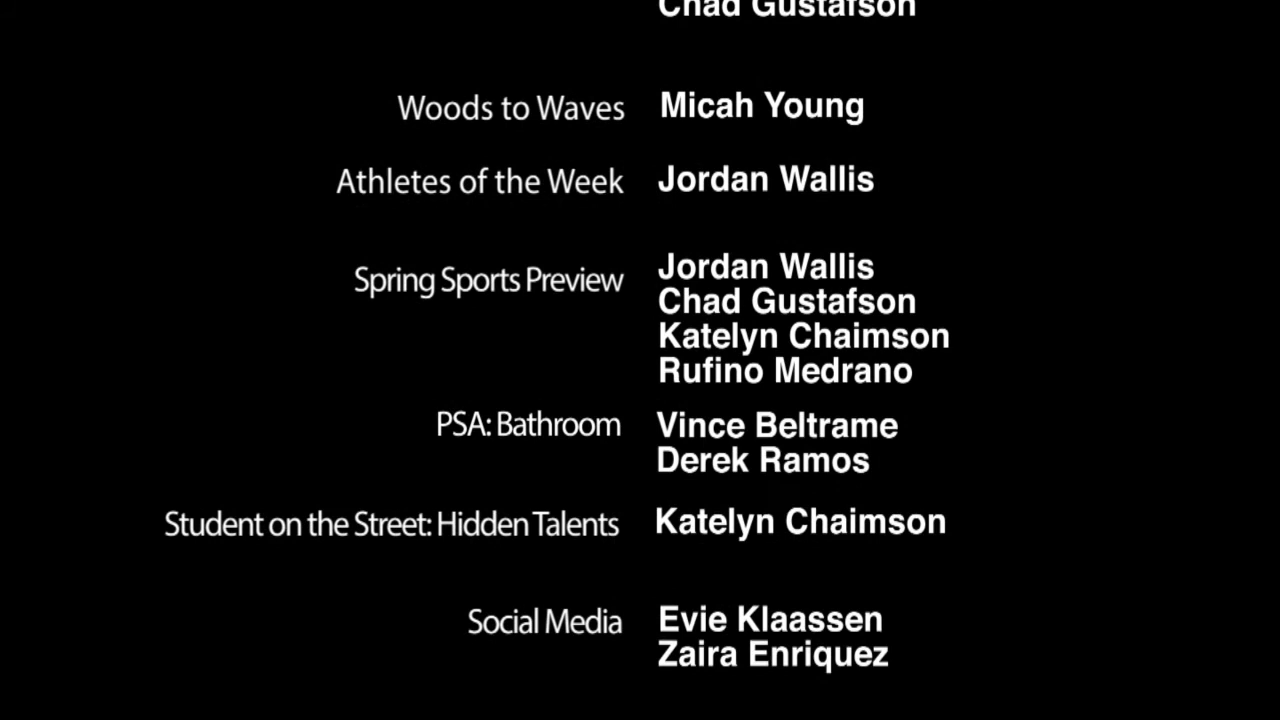 Chad Gustafson
Woods to Waves Micah Young
Athletes of the Week Jordan Wallis
Spring Sports Preview Jordan Wallis
Chad Gustafson
Katelyn Chaimson
Rufino Medrano
PSA: Bathroom Vince Beltrame
Derek Ramos
Student on the Street: Hidden Talents Katelyn Chaimson
Social Media Evie Klaassen
Zaira Enriquez